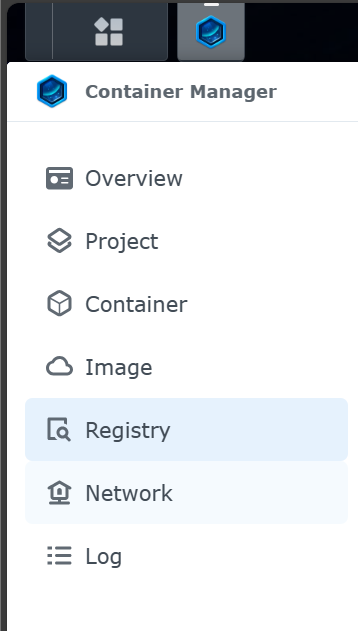 Container Manager
Overview
Project
Container
Image
Registry
Network
Log